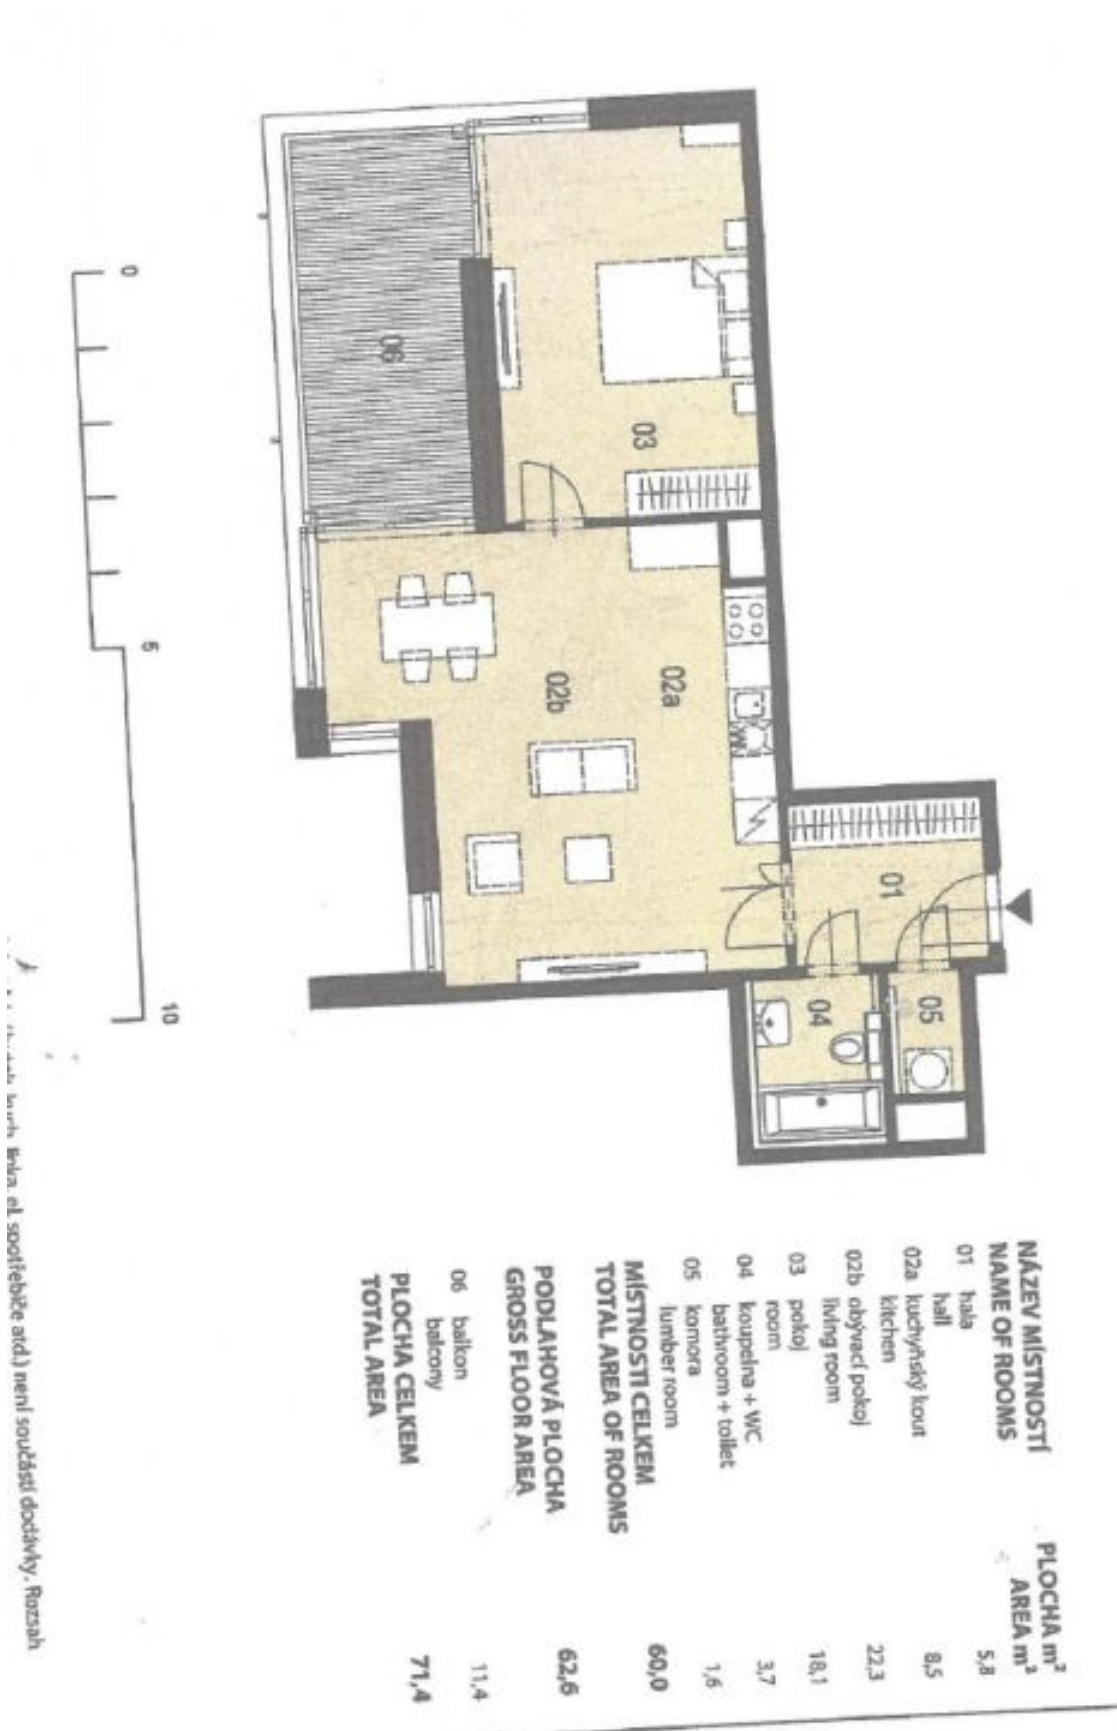 06
03
02a
02b
01
04
05
0
5
10
NÁZEV MÍSTNOSTÍ PLOCHA m²
NAME OF ROOMS AREA m²
01 hala 5,8
hall
02a kuchyňský kout 8,5
kitchen
02b obývací pokoj 22,3
living room
03 pokoj 18,1
room
04 koupelna + WC 3,7
bathroom + toilet
05 komora 1,6
lumber room
MÍSTNOSTI CELKEM 60,0
TOTAL AREA OF ROOMS
PODLAHOVÁ PLOCHA 62,6
GROSS FLOOR AREA
06 balkon 11,4
balcony
PLOCHA CELKEM 71,4
TOTAL AREA
linka, el. spotřebiče atd.) není součástí dodávky. Rozsah